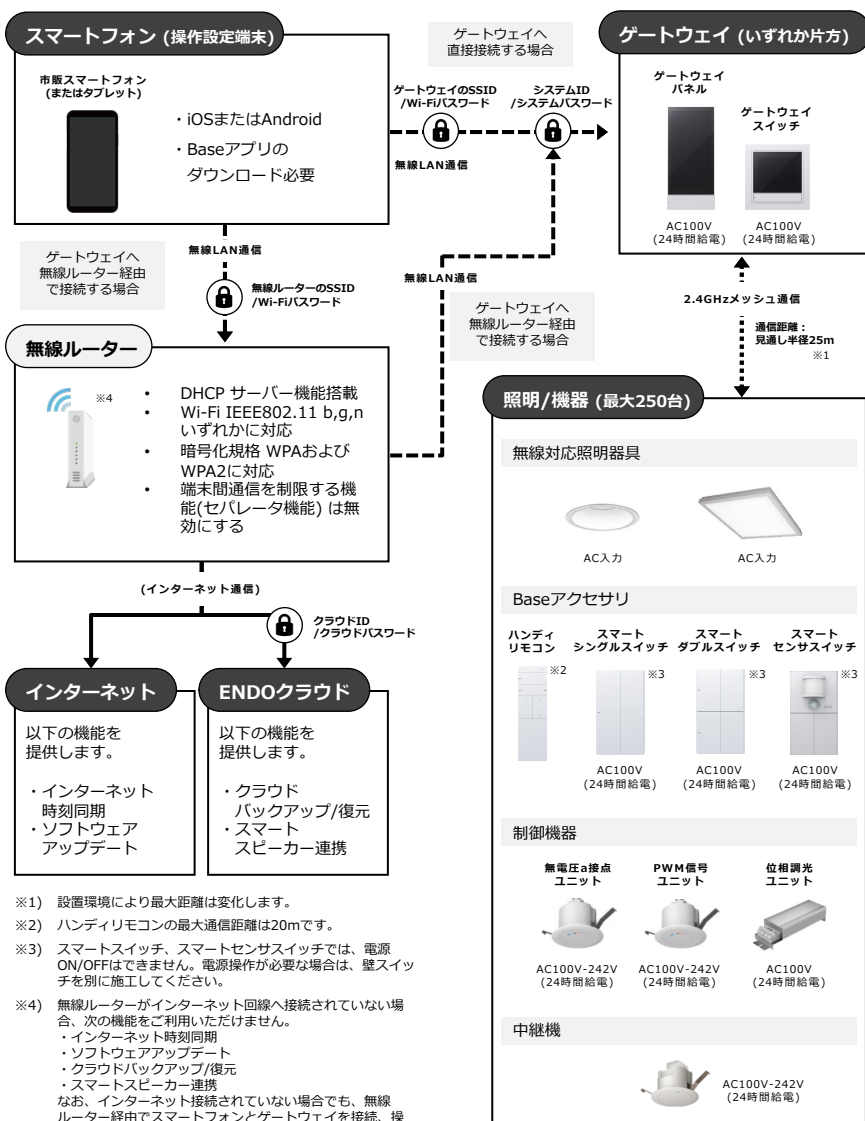 スマートフォン (操作設定端末)
市販スマートフォン
(またはタブレット)
・iOSまたはAndroid
・Baseアプリの
ダウンロード必要
ゲートウェイへ
直接接続する場合
ゲートウェイのSSID
/Wi-Fiパスワード
システムID
/システムパスワード
無線LAN通信
ゲートウェイ (いずれか片方)
ゲートウェイ
パネル
ゲートウェイ
スイッチ
AC100V
(24時間給電)
AC100V
(24時間給電)
ゲートウェイへ
無線ルーター経由
で接続する場合
無線LAN通信
無線ルーターのSSID
/Wi-Fiパスワード
無線LAN通信
ゲートウェイへ
無線ルーター経由
で接続する場合
2.4GHzメッシュ通信
通信距離：
見通し半径25m
※1
無線ルーター
※4
• DHCP サーバー機能搭載
• Wi-Fi IEEE802.11 b,g,n
いずれかに対応
• 暗号化規格 WPAおよび
WPA2に対応
• 端末間通信を制限する機
能(セパレータ機能) は無
効にする
(インターネット通信)
クラウドID
/クラウドパスワード
インターネット
以下の機能を
提供します。
・インターネット
時刻同期
・ソフトウェア
アップデート
ENDOクラウド
以下の機能を
提供します。
・クラウド
バックアップ/復元
・スマート
スピーカー連携
照明/機器 (最大250台)
無線対応照明器具
AC入力
AC入力
Baseアクセサリ
ハンディ
リモコン
※2
スマート
シングルスイッチ
※3
AC100V
(24時間給電)
スマート
ダブルスイッチ
※3
AC100V
(24時間給電)
スマート
センサスイッチ
※3
AC100V
(24時間給電)
制御機器
無電圧a接点
ユニット
AC100V-242V
(24時間給電)
PWM信号
ユニット
AC100V-242V
(24時間給電)
位相調光
ユニット
AC100V
(24時間給電)
中継機
AC100V-242V
(24時間給電)
※1) 設置環境により最大距離は変化します。
※2) ハンディリモコンの最大通信距離は20mです。
※3) スマートスイッチ、スマートセンサスイッチでは、電源
ON/OFFはできません。電源操作が必要な場合は、壁スイッ
チを別に施工してください。
※4) 無線ルーターがインターネット回線へ接続されていない場
合、次の機能をご利用いただけません。
・インターネット時刻同期
・ソフトウェアアップデート
・クラウドバックアップ/復元
・スマートスピーカー連携
なお、インターネット接続されていない場合でも、無線
ルーター経由でスマートフォンとゲートウェイを接続、操